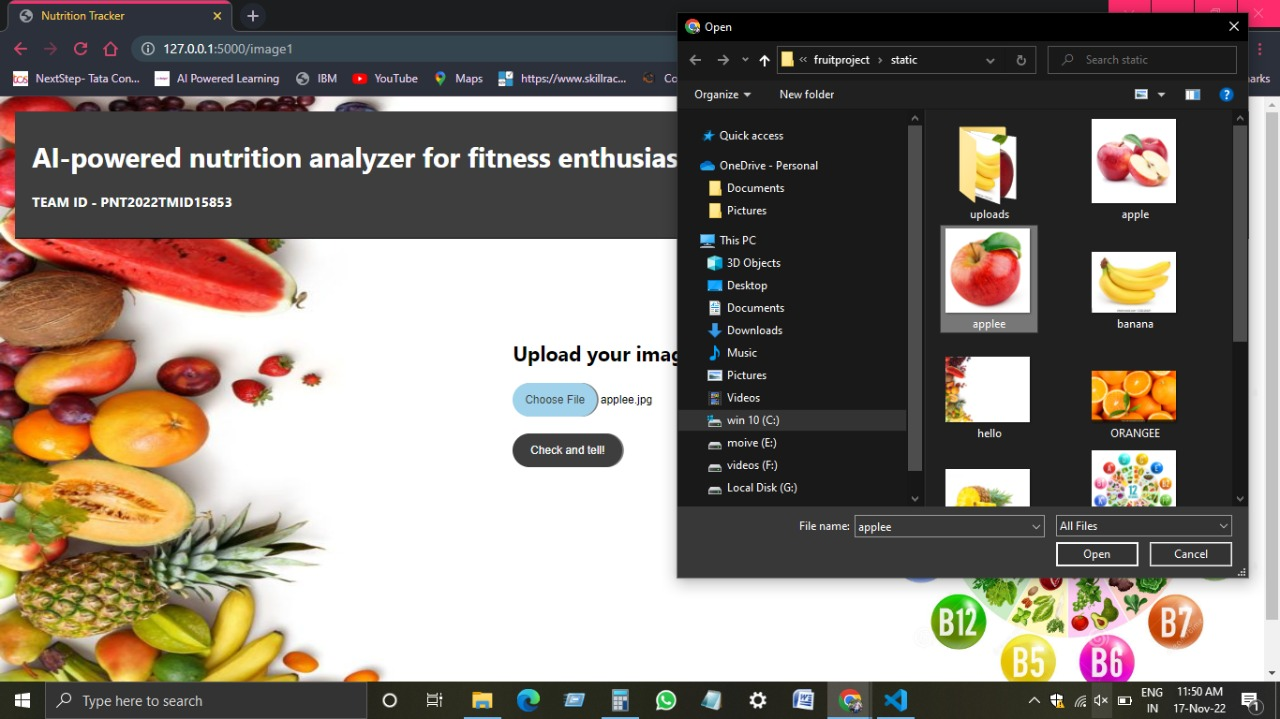 Nutrition Tracker
127.0.0.1:5000/image1
NextStep- Tata Con...
AI Powered Learning
IBM
YouTube
Maps
https://www.skillrac...
Co
arks
AI-powered nutrition analyzer for fitness enthusias
TEAM ID - PNT2022TMID15853
Upload your imag
Choose File applee.jpg
Check and tell!
Open
fruitproject > static
Search static
Organize
New folder
Quick access
OneDrive - Personal
Documents
Pictures
This PC
3D Objects
Desktop
Documents
Downloads
Music
Pictures
Videos
win 10 (C:)
moive (E:)
videos (F:)
Local Disk (G:)
uploads
apple
applee
banana
hello
ORANGEE
12
File name: applee
All Files
Open
Cancel
B12
B7
B5
B6
Type here to search
ENG
IN
11:50 AM
17-Nov-22
1